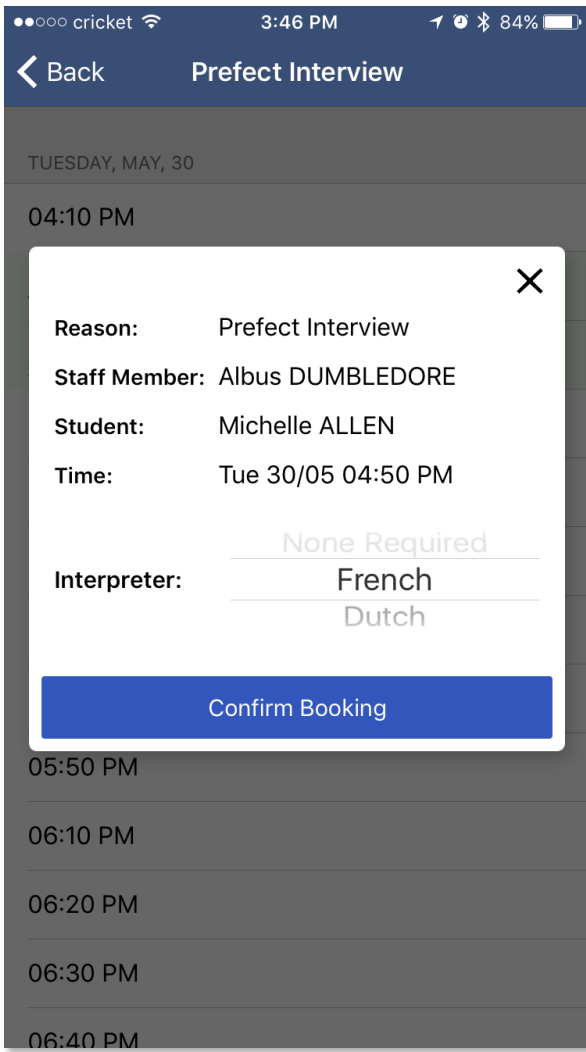 cricket 3:46 PM 84%
Back Prefect Interview
TUESDAY, MAY, 30
04:10 PM
Reason: Prefect Interview
Staff Member: Albus DUMBLEDORE
Student: Michelle ALLEN
Time: Tue 30/05 04:50 PM
None Required
Interpreter: French
Dutch
Confirm Booking
05:50 PM
06:10 PM
06:20 PM
06:30 PM
06:40 PM